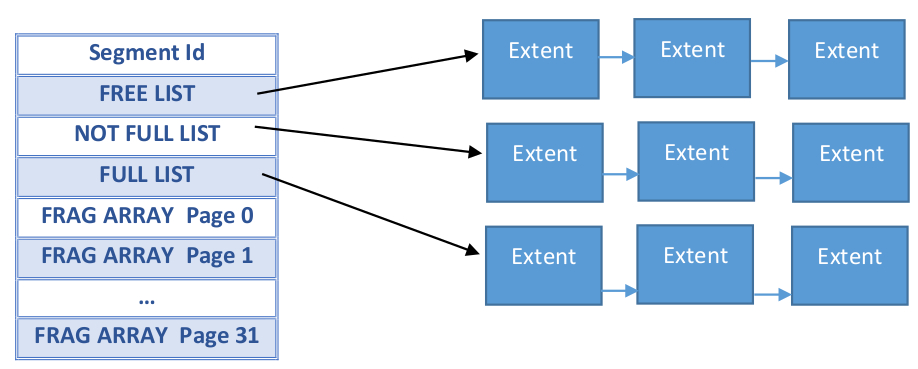 Segment Id
FREE LIST
NOT FULL LIST
FULL LIST
FRAG ARRAY Page 0
FRAG ARRAY Page 1
...
FRAG ARRAY Page 31
Extent Extent Extent
Extent Extent Extent
Extent Extent Extent